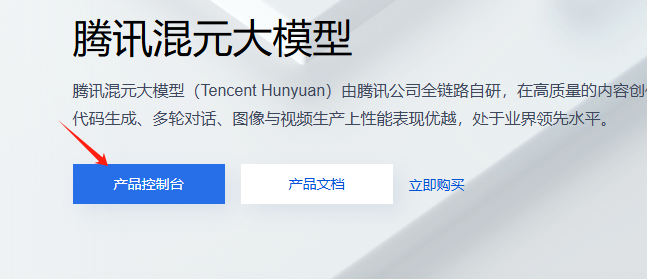 腾讯混元大模型
腾讯混元大模型（Tencent Hunyuan）由腾讯公司全链路自研，在高质量的内容创
代码生成、多轮对话、图像与视频生产上性能表现优越，处于业界领先水平。
产品控制台
产品文档
立即购买